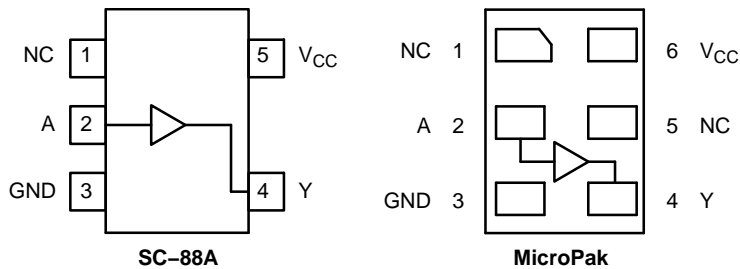 NC 1 5 VCC
A 2
GND 3 4 Y
SC–88A
NC 1 6 VCC
A 2 5 NC
GND 3 4 Y
MicroPak